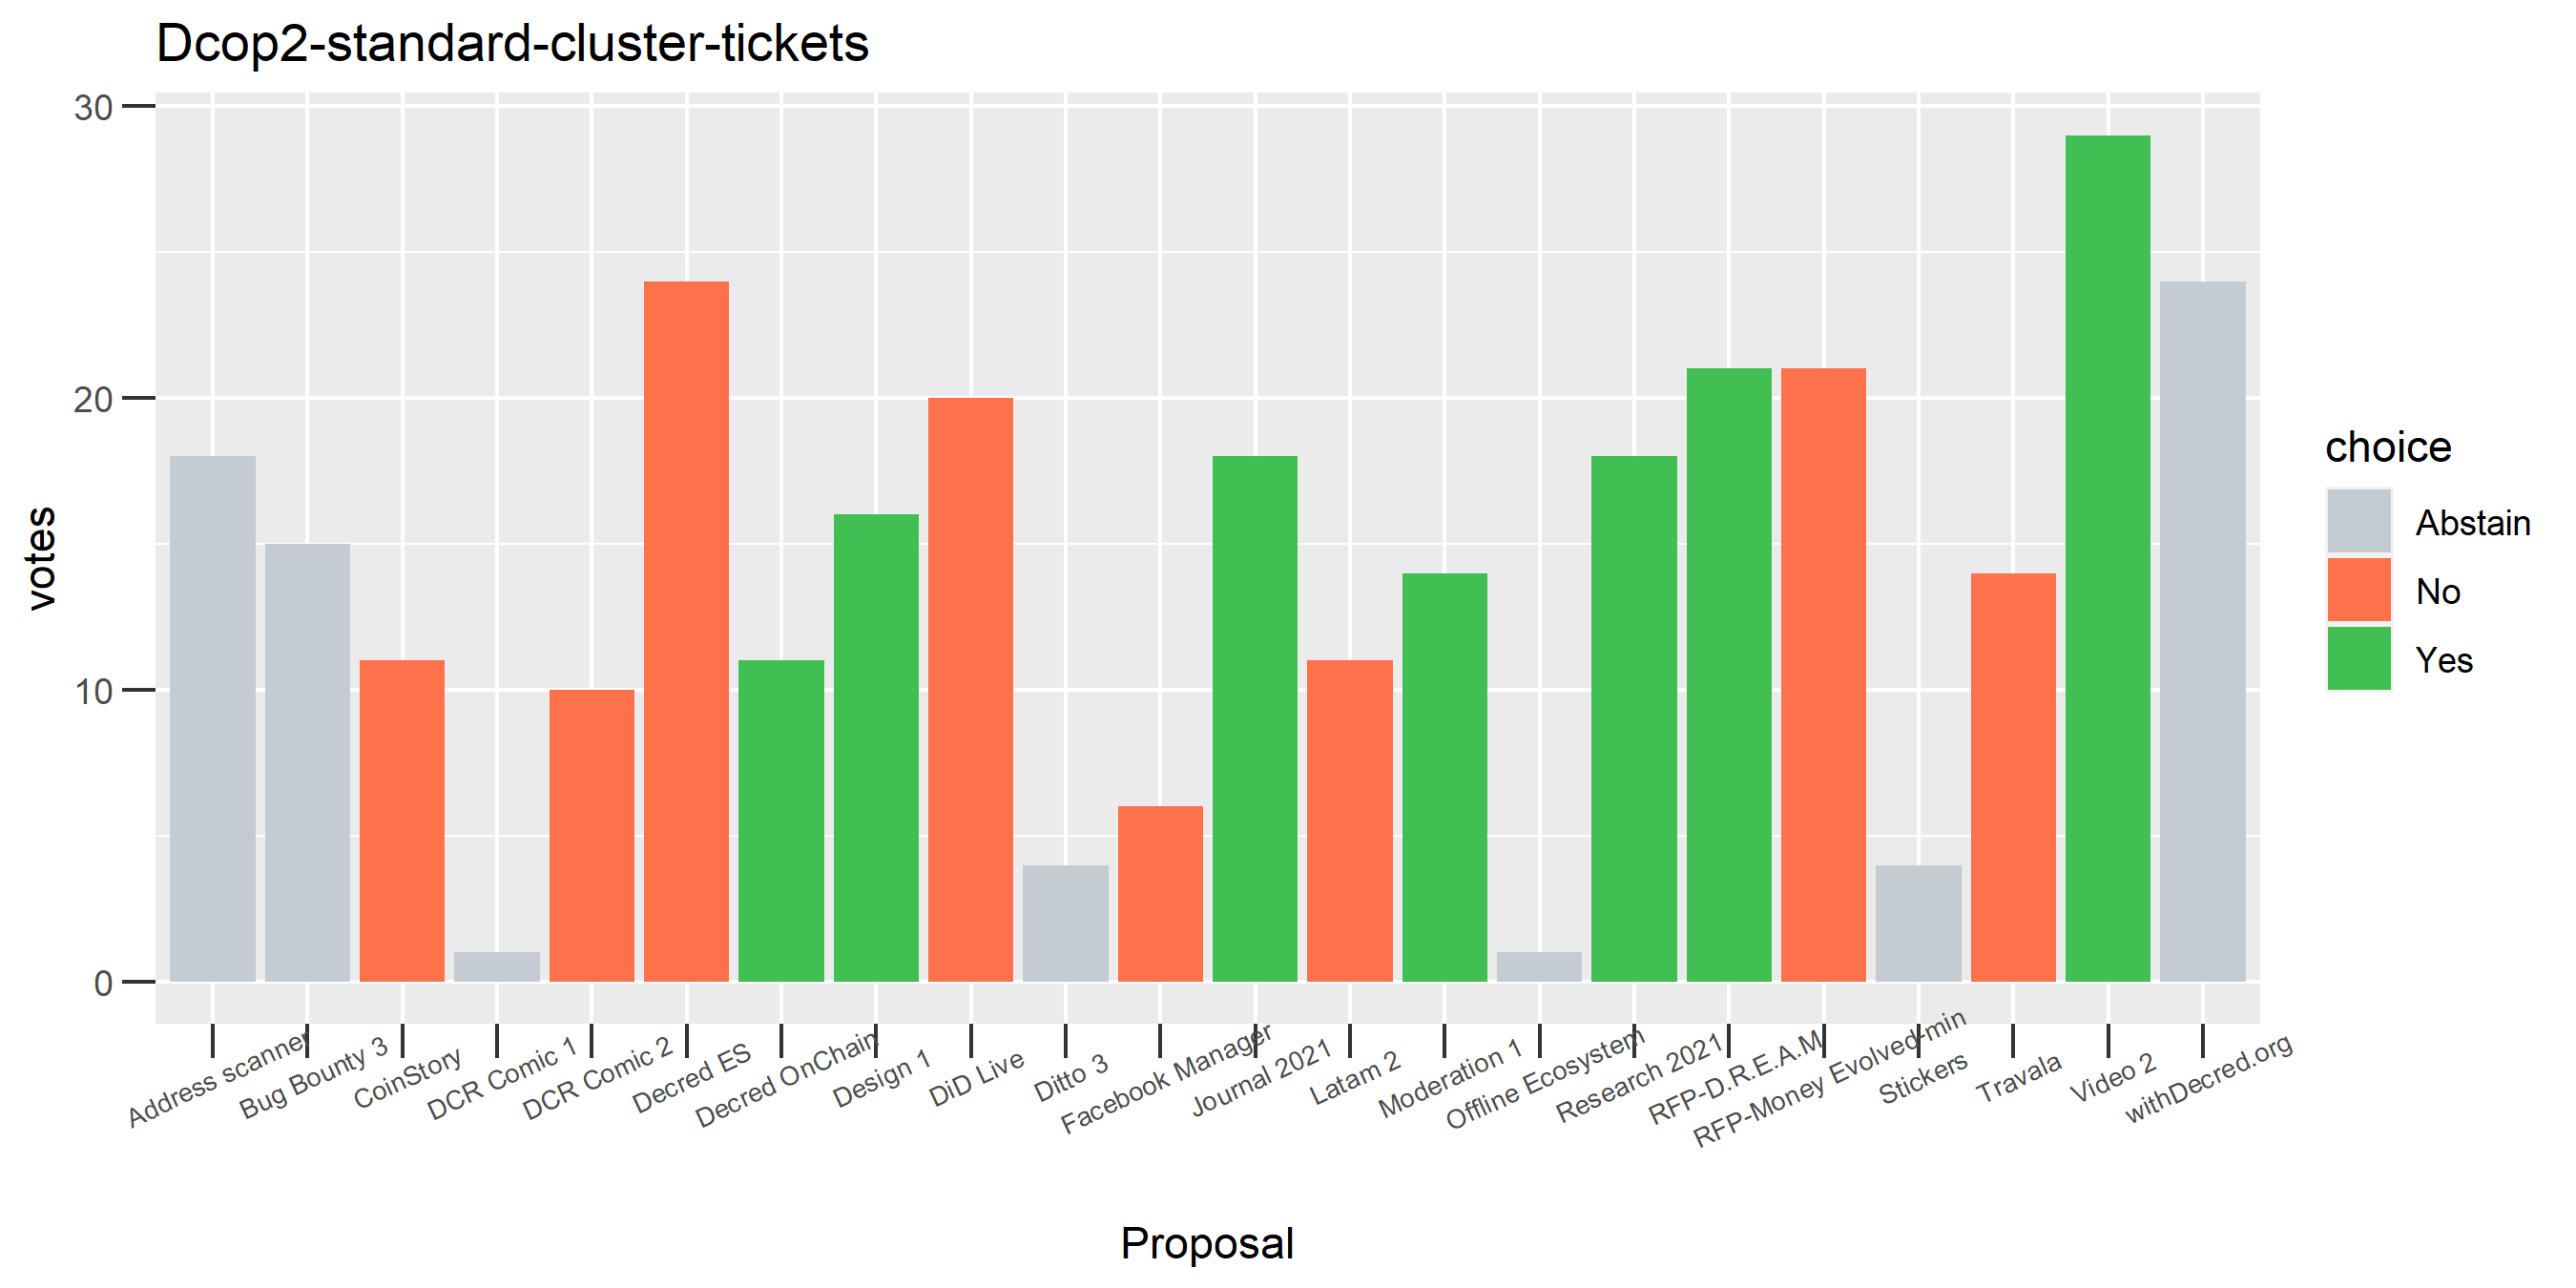 Dcop2-standard-cluster-tickets
30
20
10
0
votes
Address scanner
Bug Bounty 3
CoinStory
DCR Comic 1
DCR Comic 2
Decred ES
Decred OnChain
Design 1
DiD Live
Ditto 3
Facebook Manager
Journal 2021
Latam 2
Moderation 1
Offline Ecosystem
Research 2021
RFP-D.R.E.A.M
RFP-Money Evolved-min
Stickers
Travala
Video 2
withDecred.org
Proposal
choice
Abstain
No
Yes